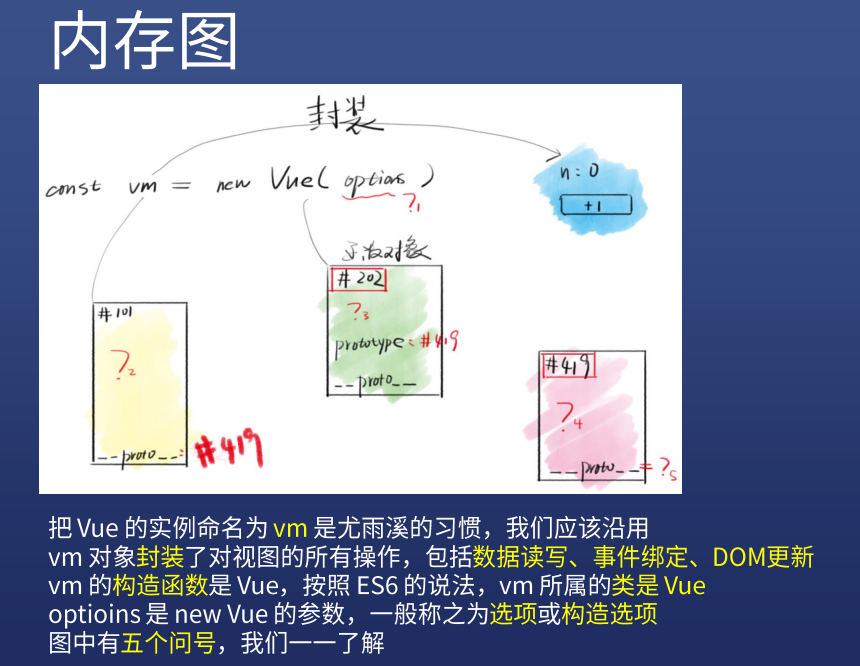 内存图
封装
const vm = new Vue( options )
?1
n : 0
+1
#202
?3
prototype : #419
__proto__
#101
?2
__proto__ : #419
#419
?4
__proto__ = ?5
把 Vue 的实例命名为 vm 是尤雨溪的习惯，我们应该沿用
vm 对象封装了对视图的所有操作，包括数据读写、事件绑定、DOM更新
vm 的构造函数是 Vue，按照 ES6 的说法，vm 所属的类是 Vue
optioins 是 new Vue 的参数，一般称之为选项或构造选项
图中有五个问号，我们一一了解